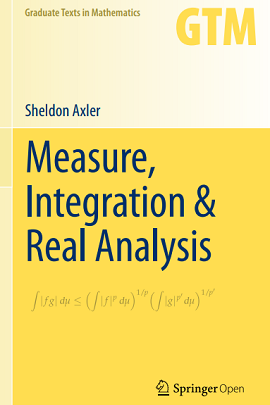 Graduate Texts in Mathematics
GTM
Sheldon Axler
Measure,
Integration &
Real Analysis
∫|fg| dμ ≤ (∫|f|^p dμ)^{1/p} (∫|g|^{p'} dμ)^{1/p'}
Springer Open